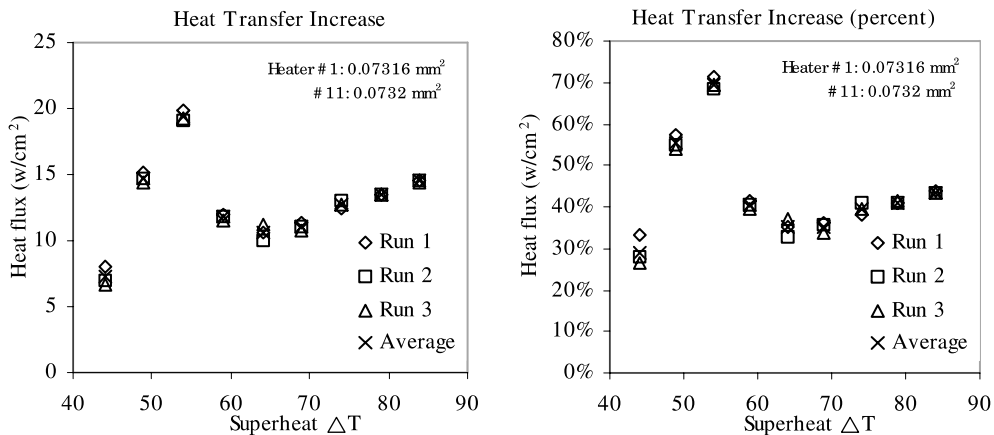 Heat Transfer Increase
25
20
15
10
5
0
Heat flux (w/cm²)
Heater #1: 0.07316 mm²
#11: 0.0732 mm²
Run 1
Run 2
Run 3
Average
40 50 60 70 80 90
Superheat △T
Heat Transfer Increase (percent)
80%
70%
60%
50%
40%
30%
20%
10%
0%
Heat flux (w/cm²)
Heater #1: 0.07316 mm²
#11: 0.0732 mm²
Run 1
Run 2
Run 3
Average
40 50 60 70 80 90
Superheat △T